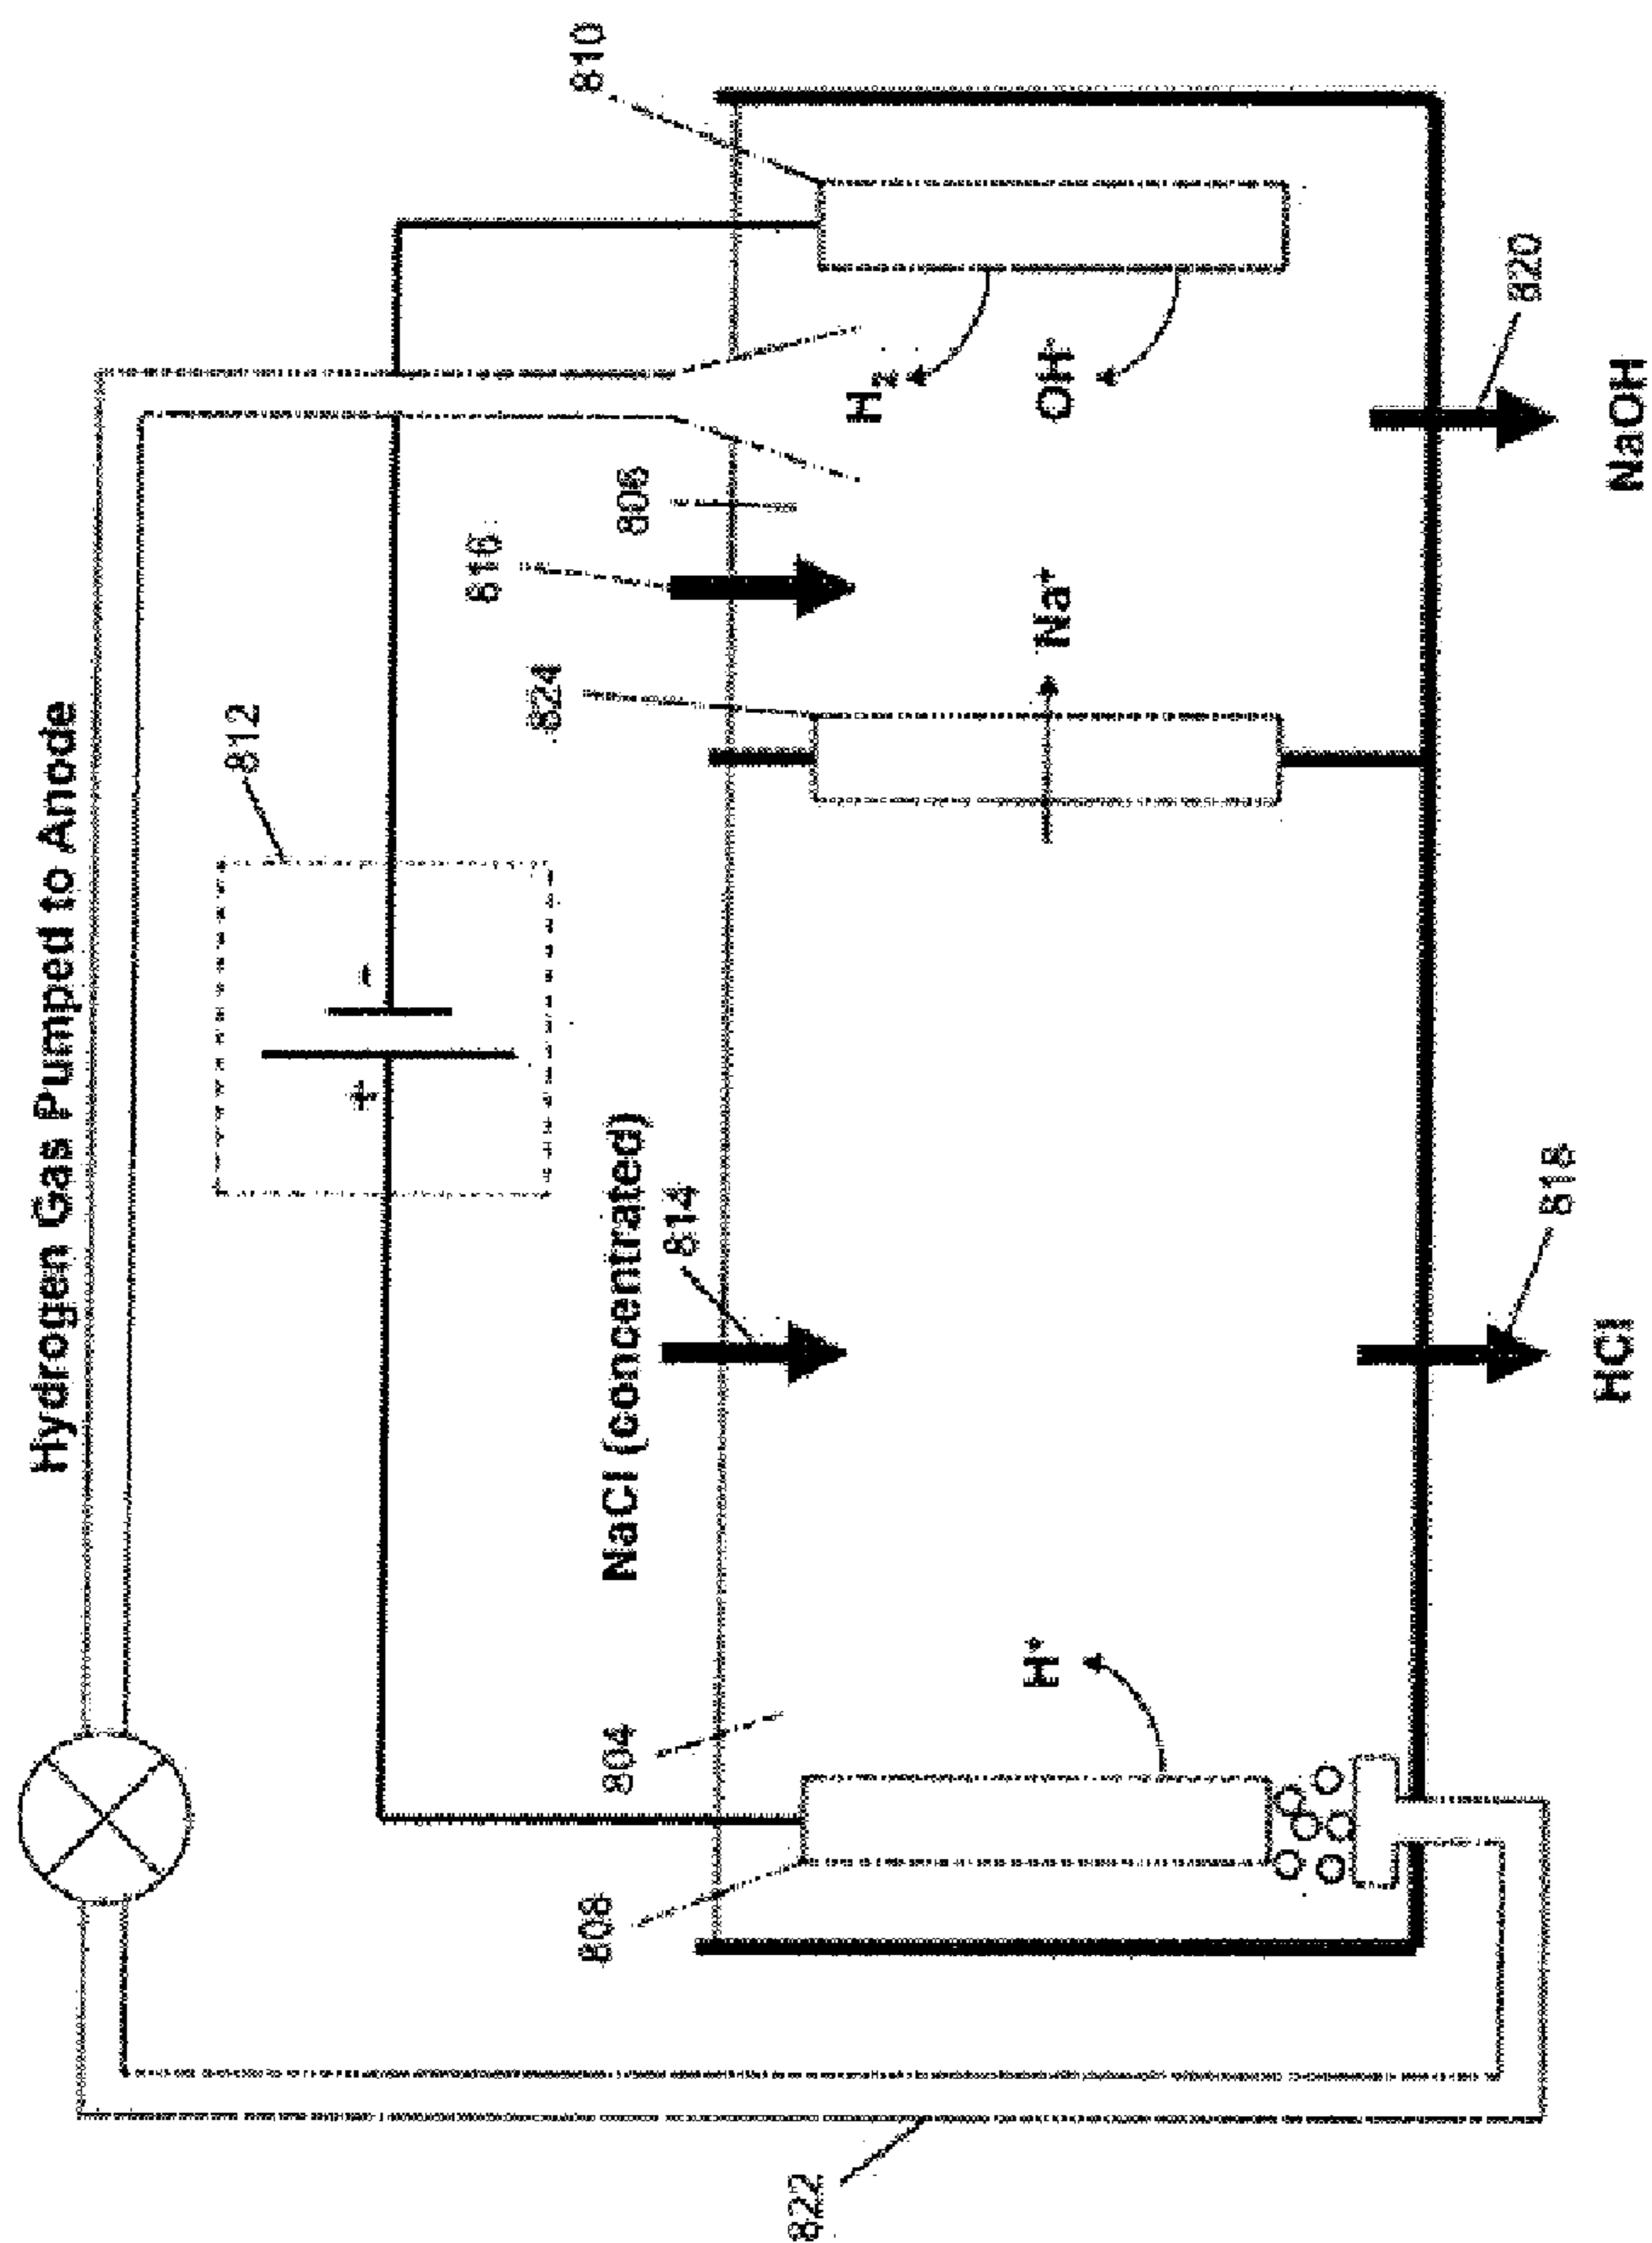 Hydrogen Gas Pumped to Anode
812
+
-
810
NaCl (concentrated)
814
824
816
806
808
804
H⁺
Na⁺
H₂
OH⁻
822
818
820
HCl
NaOH